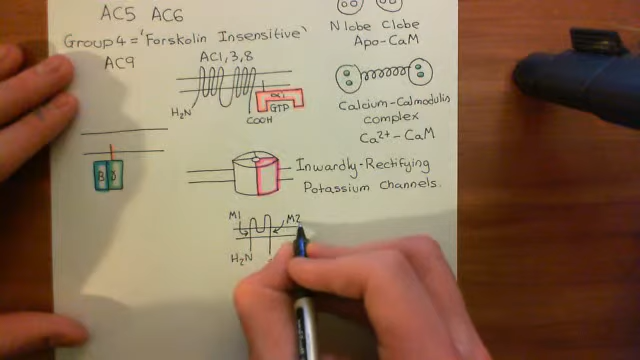 AC5 AC6
Group 4 = 'Forskolin Insensitive'
AC9
AC1,3,8
H₂N
αi
GTP
COOH
N lobe C lobe
Apo-CaM
Calcium-Calmodulin
complex
Ca²⁺-CaM
β γ
Inwardly-Rectifying
Potassium Channels.
M1
M2
H₂N